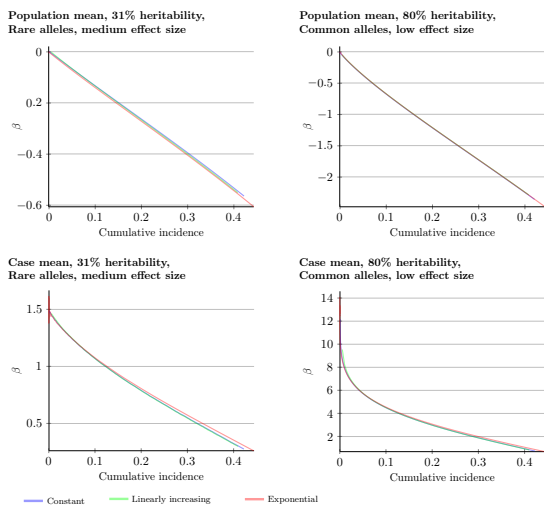 Population mean, 31% heritability,
Rare alleles, medium effect size
0
0.2
−0.4
−0.6
β
0 0.1 0.2 0.3 0.4
Cumulative incidence
Population mean, 80% heritability,
Common alleles, low effect size
0
−0.5
−1
−1.5
−2
β
0 0.1 0.2 0.3 0.4
Cumulative incidence
Case mean, 31% heritability,
Rare alleles, medium effect size
1.5
1
0.5
β
0 0.1 0.2 0.3 0.4
Cumulative incidence
Case mean, 80% heritability,
Common alleles, low effect size
14
12
10
8
6
4
2
β
0 0.1 0.2 0.3 0.4
Cumulative incidence
Constant Linearly increasing Exponential